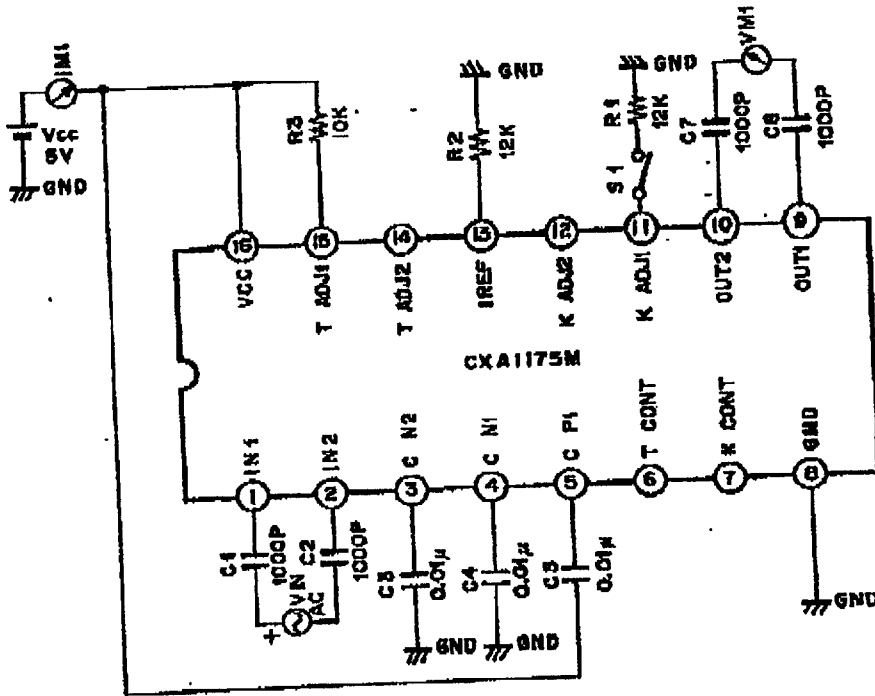 IM1
Vcc
5V
GND
R3
10K
GND
R2
12K
GND
R1
12K
S1
VM1
C7
1000P
C8
1000P
16
15
14
13
12
11
10
9
VCC
T ADJ1
T ADJ2
IREF
K ADJ2
K ADJ1
OUT2
OUT1
CXA1175M
IN1
IN2
C N2
C N1
C P1
T CONT
K CONT
GND
1
2
3
4
5
6
7
8
C1
1000P
C2
1000P
VIN
AC
+
C3
0.01μ
GND
C4
0.01μ
GND
C5
0.01μ
GND